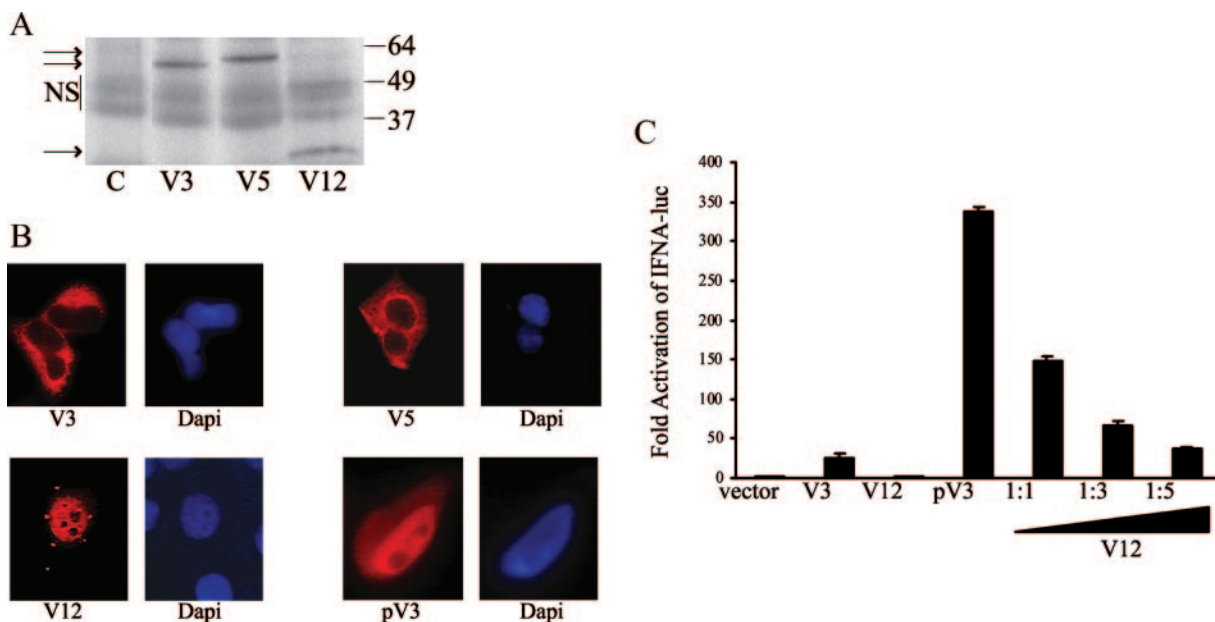 A
NS
64
49
37
C V3 V5 V12
B
V3 Dapi V5 Dapi
V12 Dapi pV3 Dapi
C
Fold Activation of IFNA-luc
400
350
300
250
150
100
50
0
vector V3 V12 pV3 1:1 1:3 1:5
V12